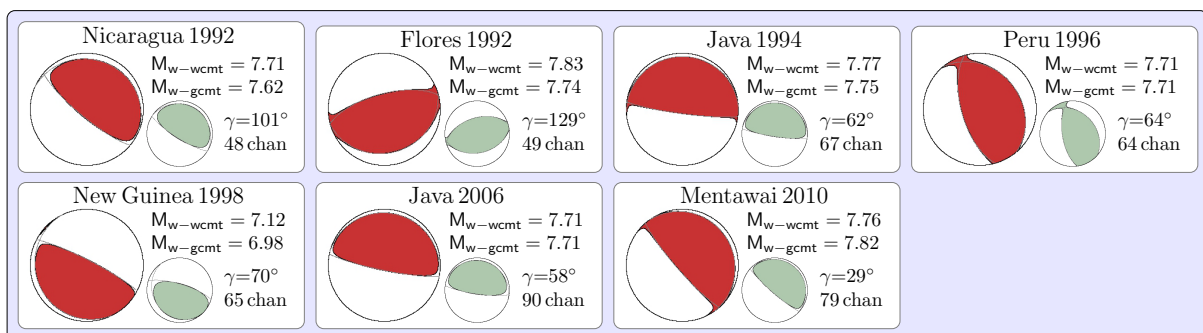 Nicaragua 1992
M_w−wcmt = 7.71
M_w−gcmt = 7.62
γ=101°
48 chan
Flores 1992
M_w−wcmt = 7.83
M_w−gcmt = 7.74
γ=129°
49 chan
Java 1994
M_w−wcmt = 7.77
M_w−gcmt = 7.75
γ=62°
67 chan
Peru 1996
M_w−wcmt = 7.71
M_w−gcmt = 7.71
γ=64°
64 chan
New Guinea 1998
M_w−wcmt = 7.12
M_w−gcmt = 6.98
γ=70°
65 chan
Java 2006
M_w−wcmt = 7.71
M_w−gcmt = 7.71
γ=58°
90 chan
Mentawai 2010
M_w−wcmt = 7.76
M_w−gcmt = 7.82
γ=29°
79 chan